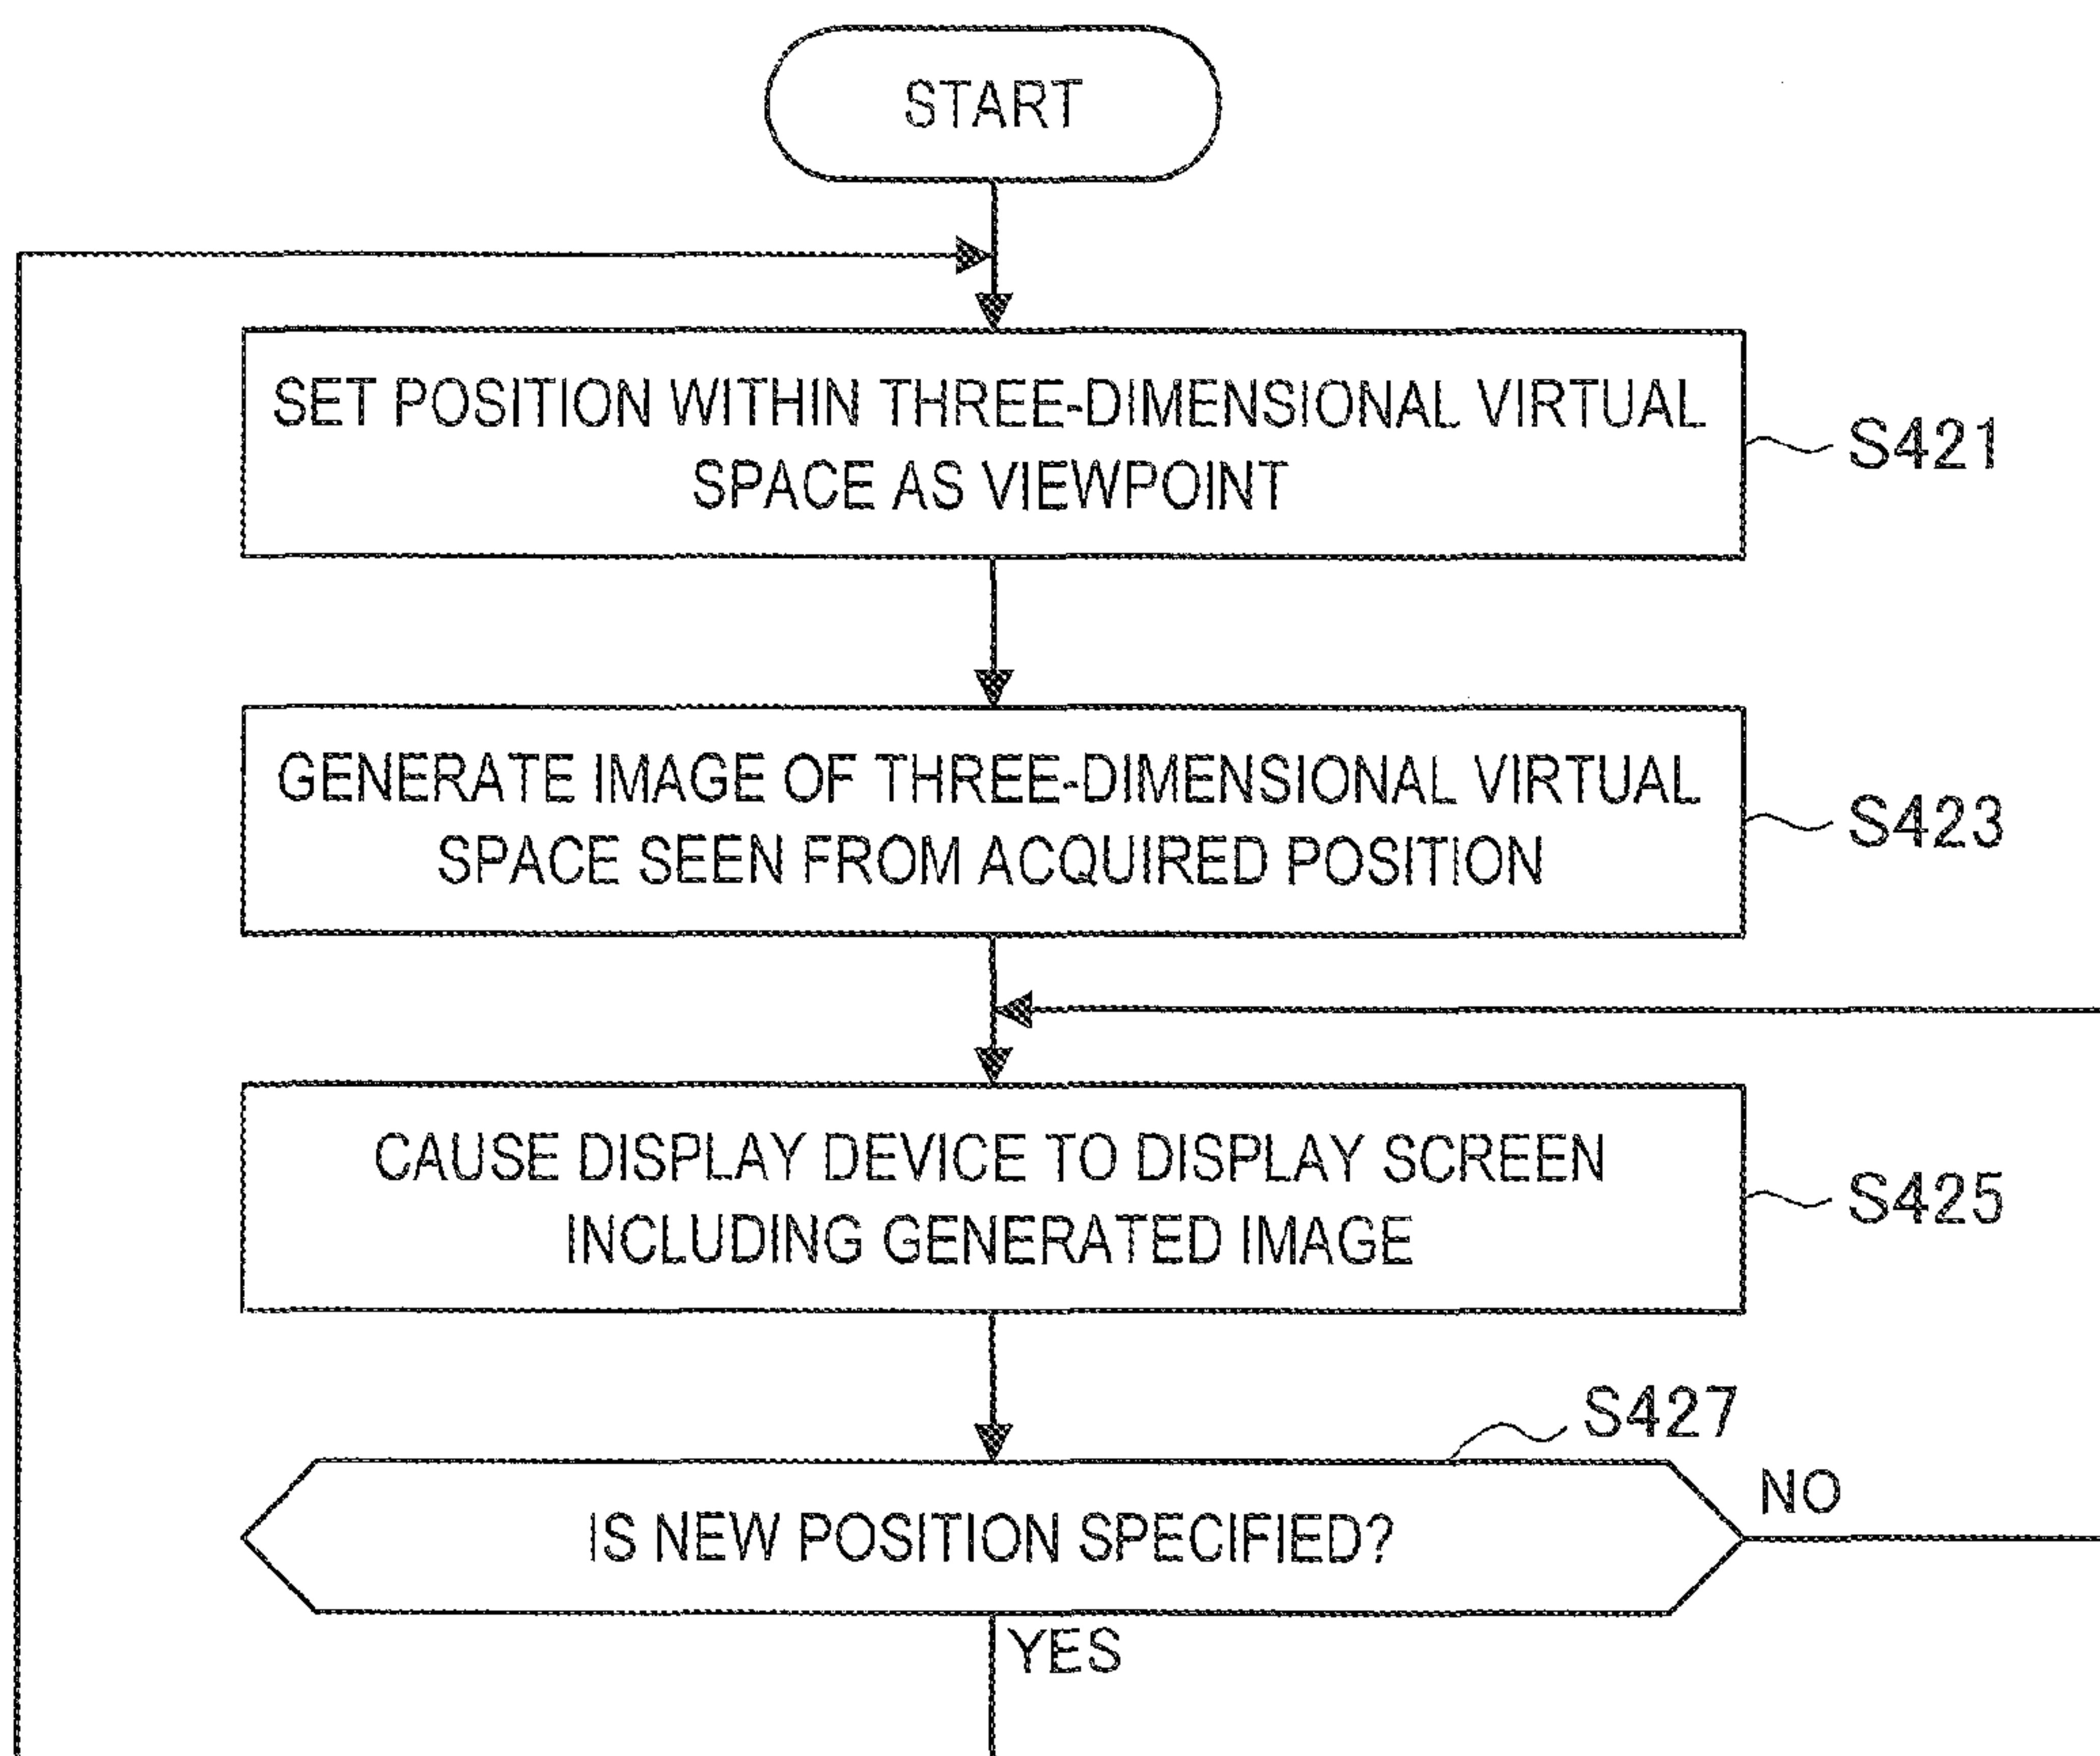 START
SET POSITION WITHIN THREE-DIMENSIONAL VIRTUAL
SPACE AS VIEWPOINT
S421
GENERATE IMAGE OF THREE-DIMENSIONAL VIRTUAL
SPACE SEEN FROM ACQUIRED POSITION
S423
CAUSE DISPLAY DEVICE TO DISPLAY SCREEN
INCLUDING GENERATED IMAGE
S425
S427
IS NEW POSITION SPECIFIED?
NO
YES